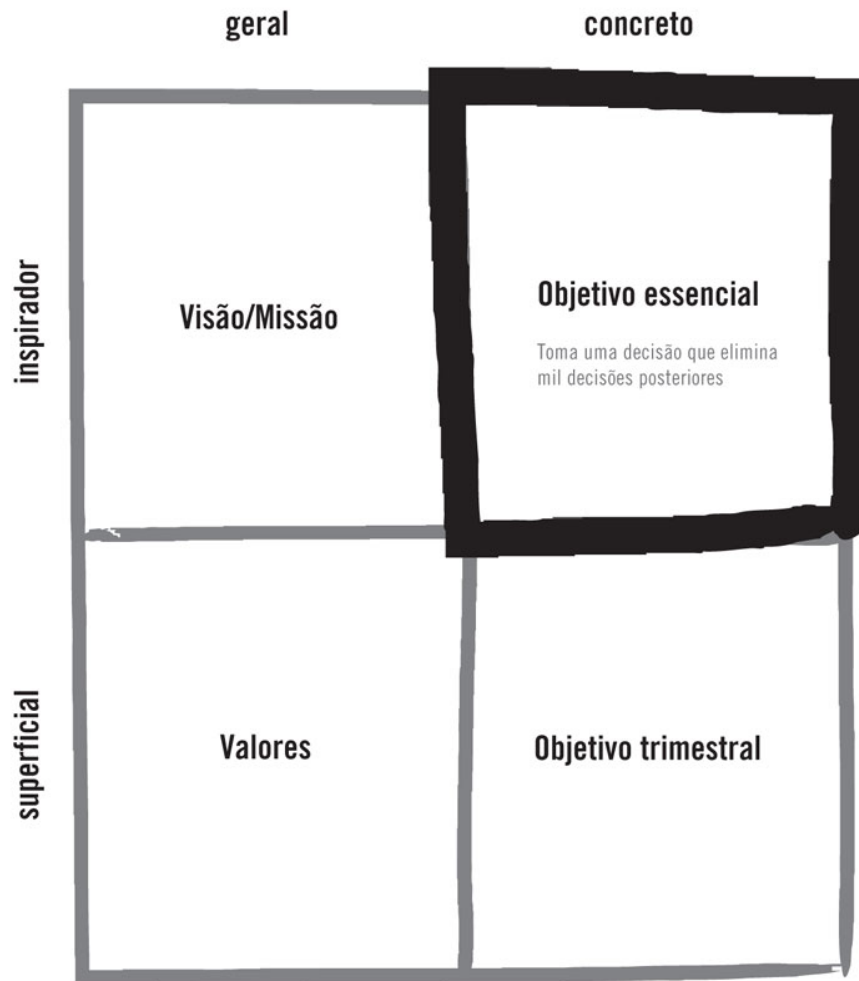 geral
concreto
inspirador
Visão/Missão
Objetivo essencial
Toma uma decisão que elimina
mil decisões posteriores
superficial
Valores
Objetivo trimestral